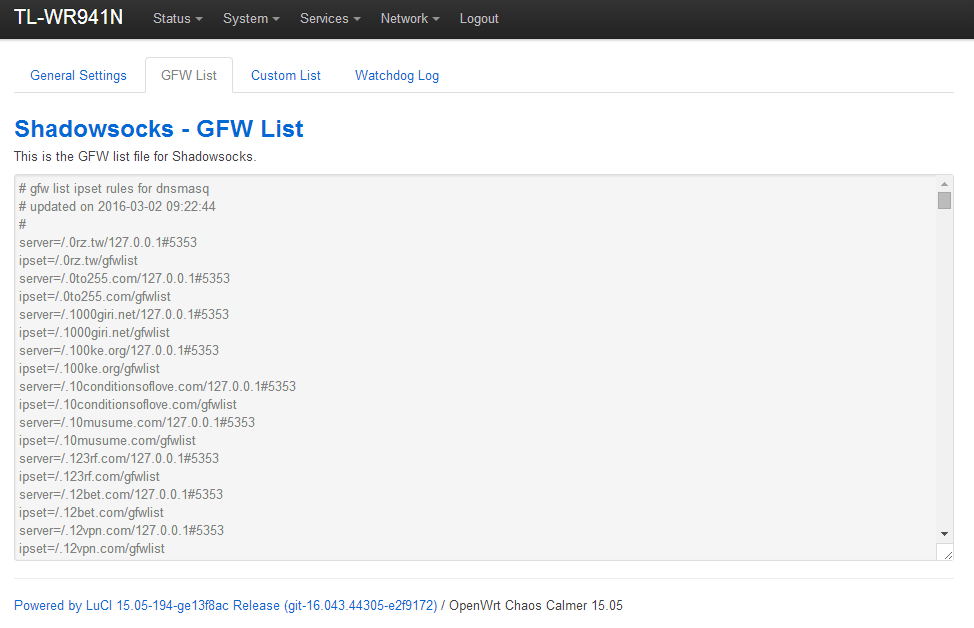 TL-WR941N Status System Services Network Logout
General Settings GFW List Custom List Watchdog Log
Shadowsocks - GFW List
This is the GFW list file for Shadowsocks.
# gfw list ipset rules for dnsmasq
# updated on 2016-03-02 09:22:44
#
server=/.0rz.tw/127.0.0.1#5353
ipset=/.0rz.tw/gfwlist
server=/.0to255.com/127.0.0.1#5353
ipset=/.0to255.com/gfwlist
server=/.1000giri.net/127.0.0.1#5353
ipset=/.1000giri.net/gfwlist
server=/.100ke.org/127.0.0.1#5353
ipset=/.100ke.org/gfwlist
server=/.10conditionsoflove.com/127.0.0.1#5353
ipset=/.10conditionsoflove.com/gfwlist
server=/.10musume.com/127.0.0.1#5353
ipset=/.10musume.com/gfwlist
server=/.123rf.com/127.0.0.1#5353
ipset=/.123rf.com/gfwlist
server=/.12bet.com/127.0.0.1#5353
ipset=/.12bet.com/gfwlist
server=/.12vpn.com/127.0.0.1#5353
ipset=/.12vpn.com/gfwlist
Powered by LuCI 15.05-194-ge13f8ac Release (git-16.043.44305-e2f9172) / OpenWrt Chaos Calmer 15.05